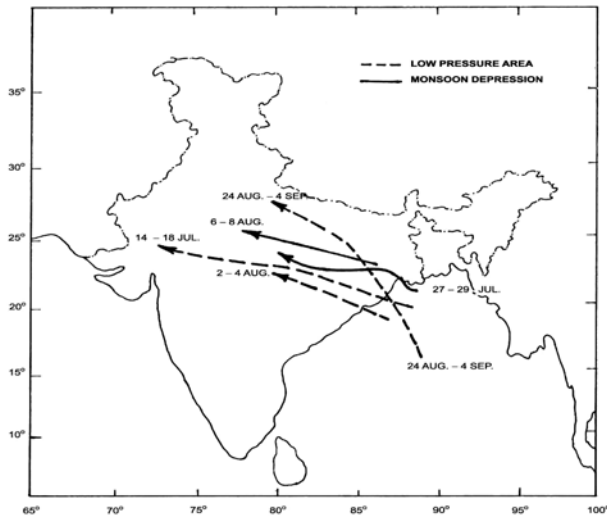 LOW PRESSURE AREA
MONSOON DEPRESSION
35°
30°
24 AUG. – 4 SEP.
6 – 8 AUG.
25°
14 – 18 JUL.
2 – 4 AUG.
27 – 29 JUL.
20°
24 AUG. – 4 SEP.
15°
10°
65°
70°
75°
80°
85°
90°
95°
100°